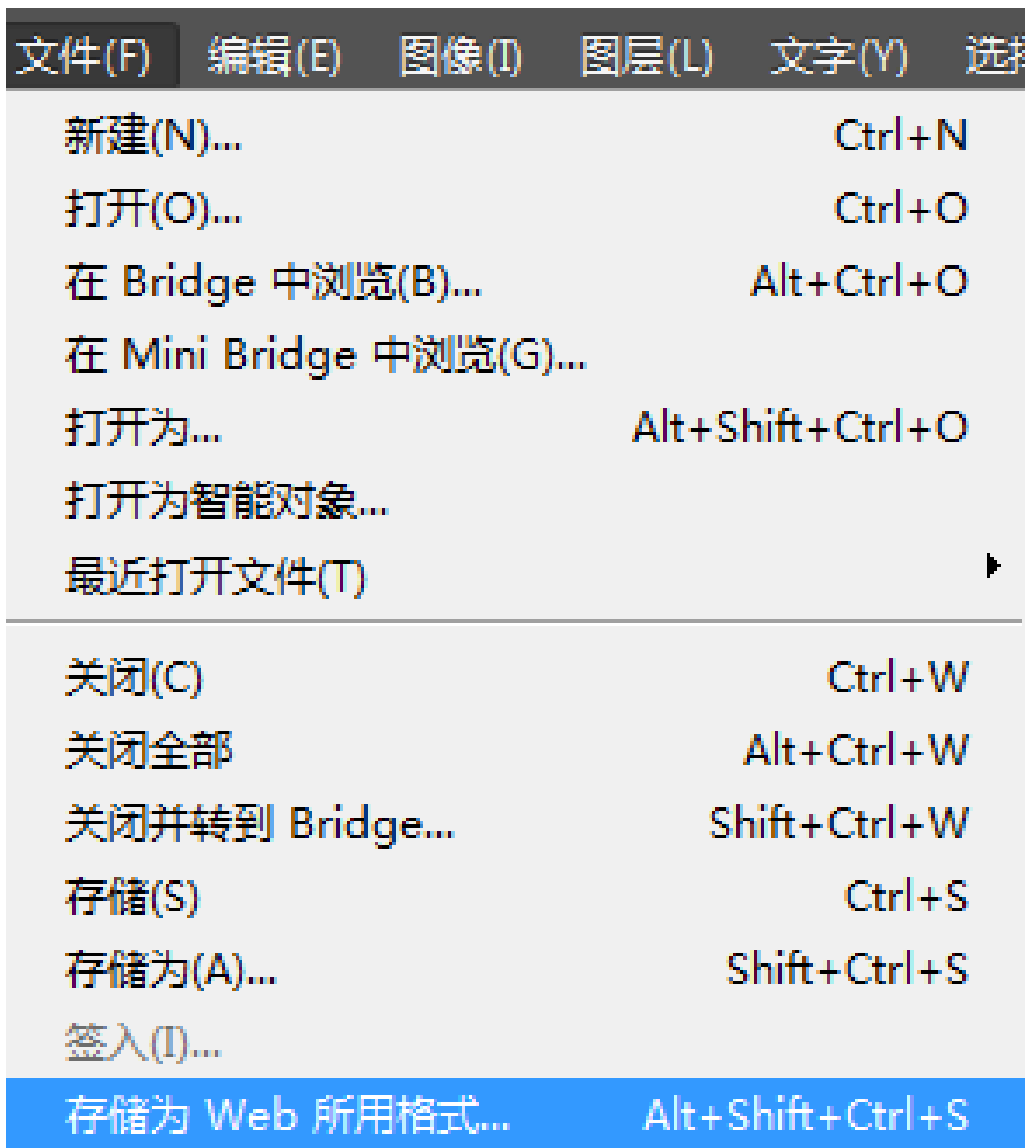 文件(F) 编辑(E) 图像(I) 图层(L) 文字(Y) 选择
新建(N)... Ctrl+N
打开(O)... Ctrl+O
在 Bridge 中浏览(B)... Alt+Ctrl+O
在 Mini Bridge 中浏览(G)...
打开为... Alt+Shift+Ctrl+O
打开为智能对象...
最近打开文件(T)
关闭(C) Ctrl+W
关闭全部 Alt+Ctrl+W
关闭并转到 Bridge... Shift+Ctrl+W
存储(S) Ctrl+S
存储为(A)... Shift+Ctrl+S
签入(I)...
存储为 Web 所用格式... Alt+Shift+Ctrl+S